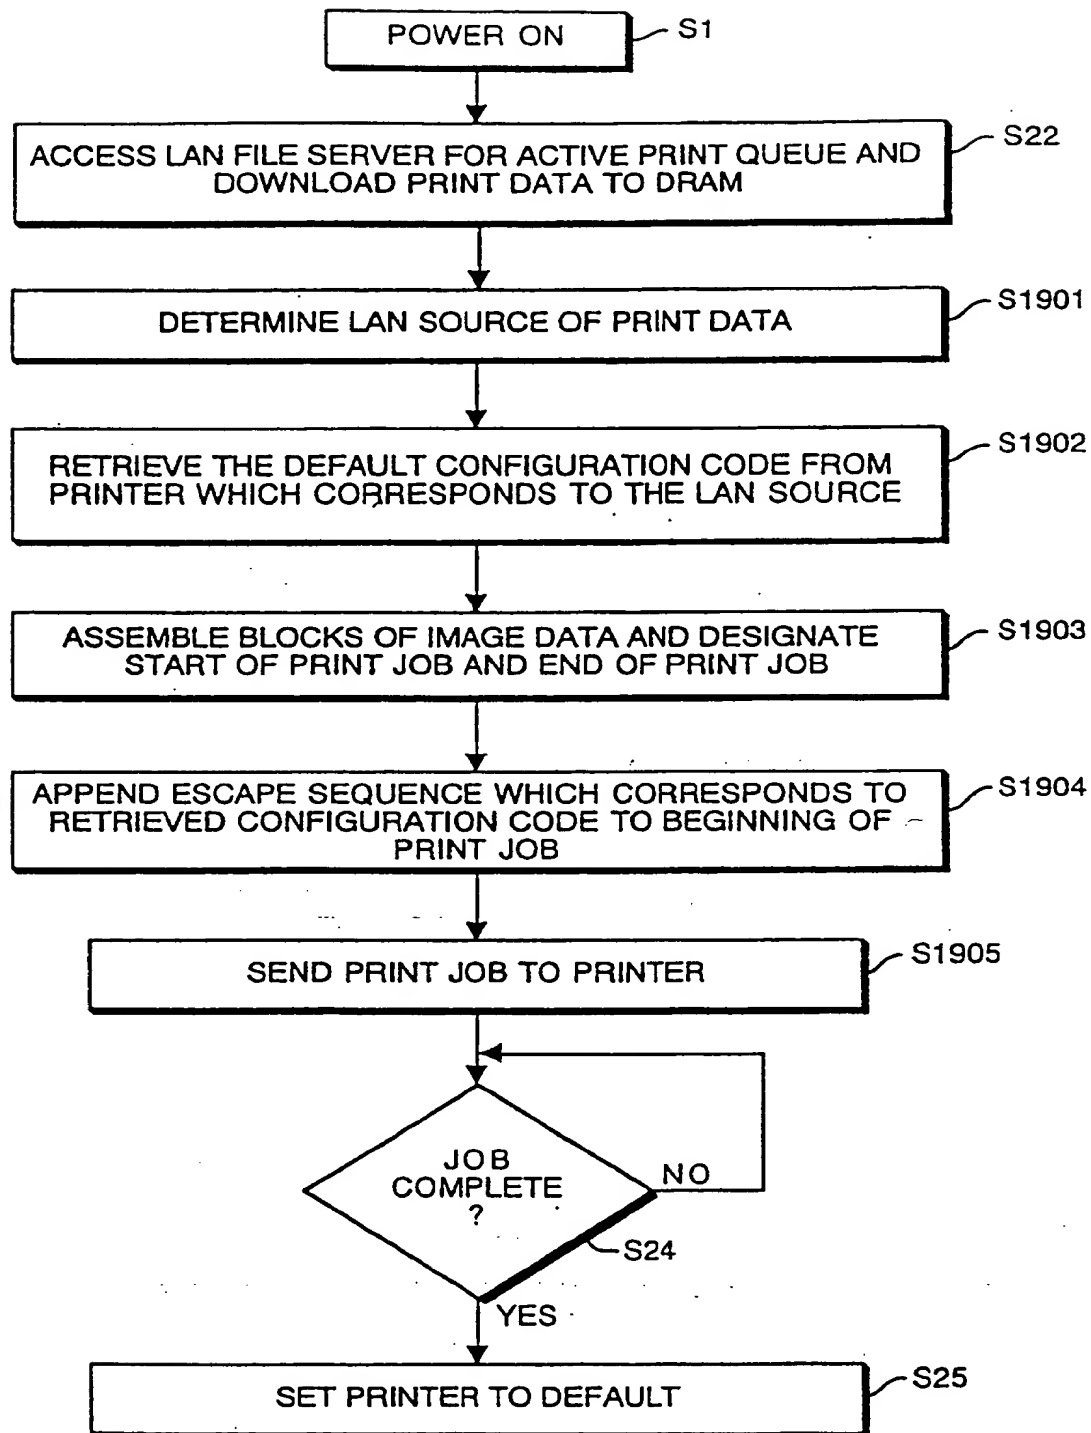 POWER ON
S1
ACCESS LAN FILE SERVER FOR ACTIVE PRINT QUEUE AND
DOWNLOAD PRINT DATA TO DRAM
S22
DETERMINE LAN SOURCE OF PRINT DATA
S1901
RETRIEVE THE DEFAULT CONFIGURATION CODE FROM
PRINTER WHICH CORRESPONDS TO THE LAN SOURCE
S1902
ASSEMBLE BLOCKS OF IMAGE DATA AND DESIGNATE
START OF PRINT JOB AND END OF PRINT JOB
S1903
APPEND ESCAPE SEQUENCE WHICH CORRESPONDS TO
RETRIEVED CONFIGURATION CODE TO BEGINNING OF
PRINT JOB
S1904
SEND PRINT JOB TO PRINTER
S1905
JOB
COMPLETE
?
NO
S24
YES
SET PRINTER TO DEFAULT
S25